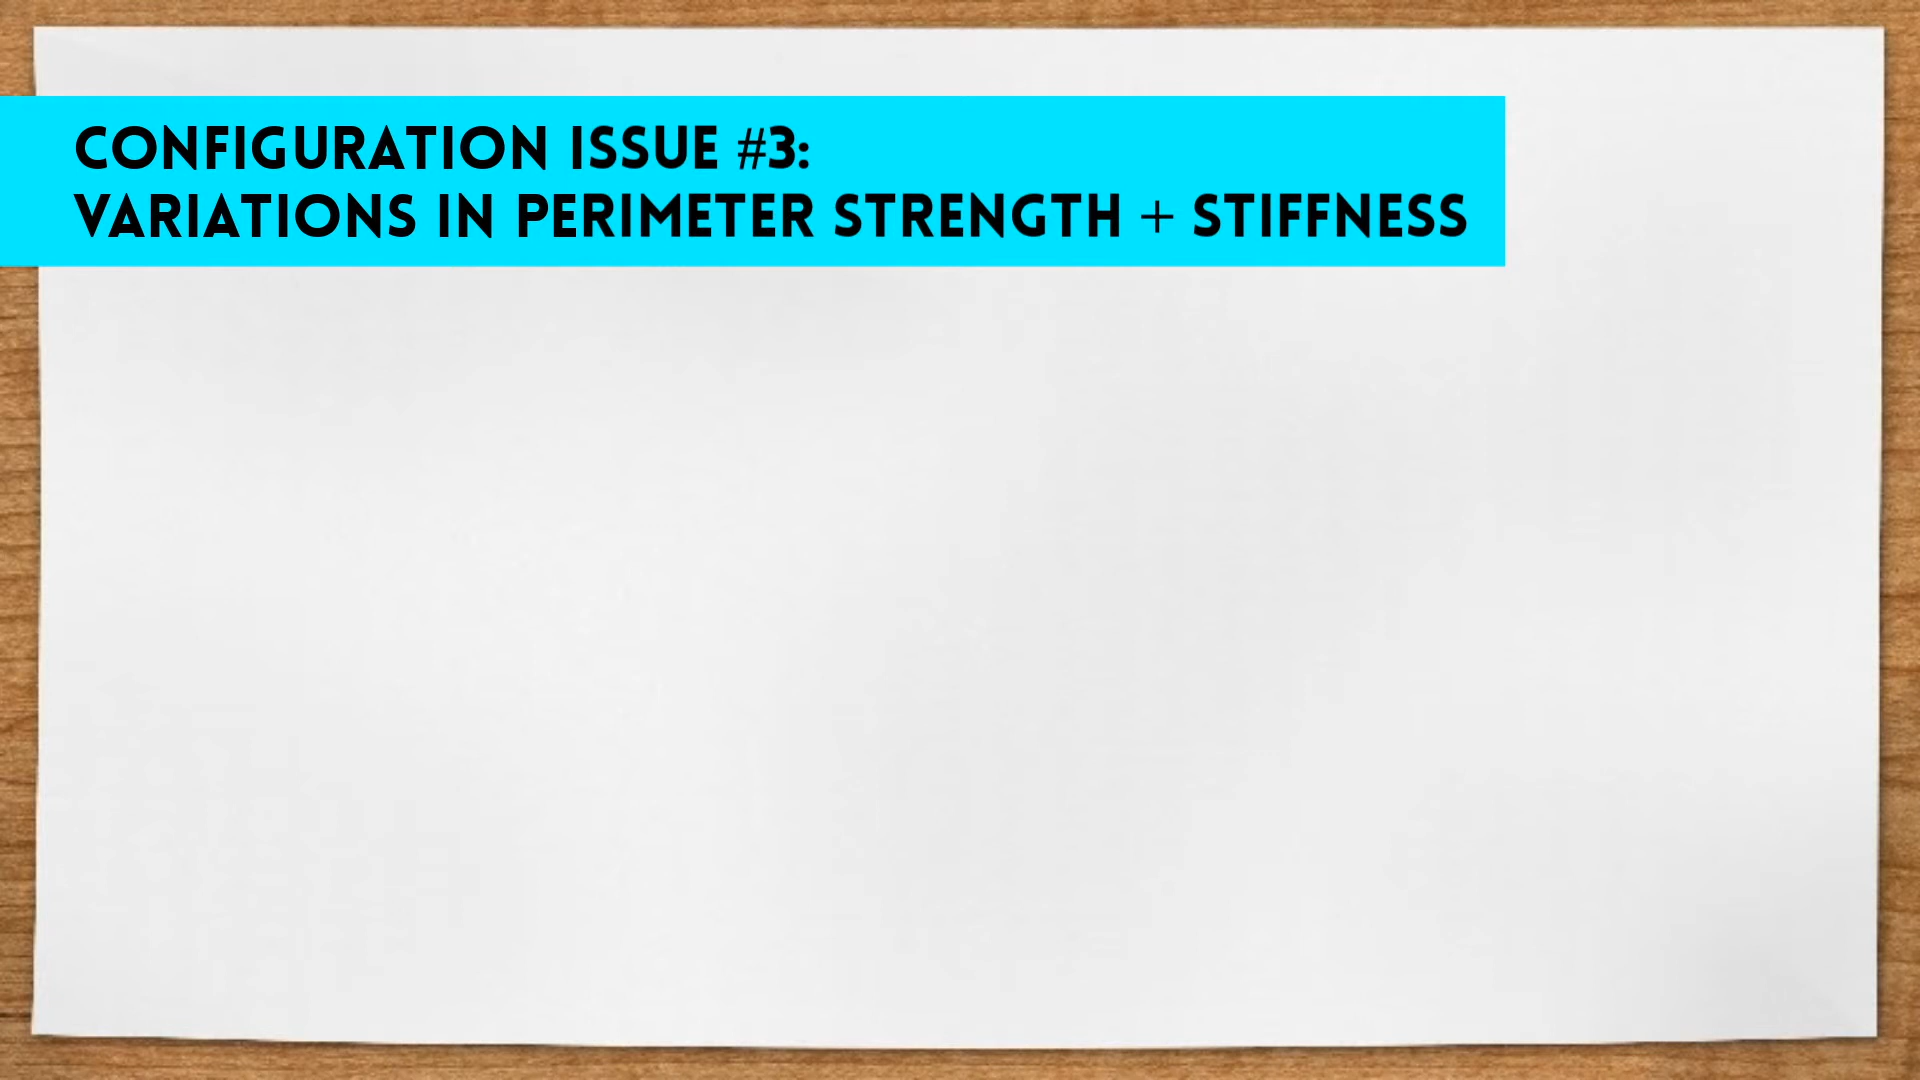 CONFIGURATION ISSUE #3:
VARIATIONS IN PERIMETER STRENGTH + STIFFNESS